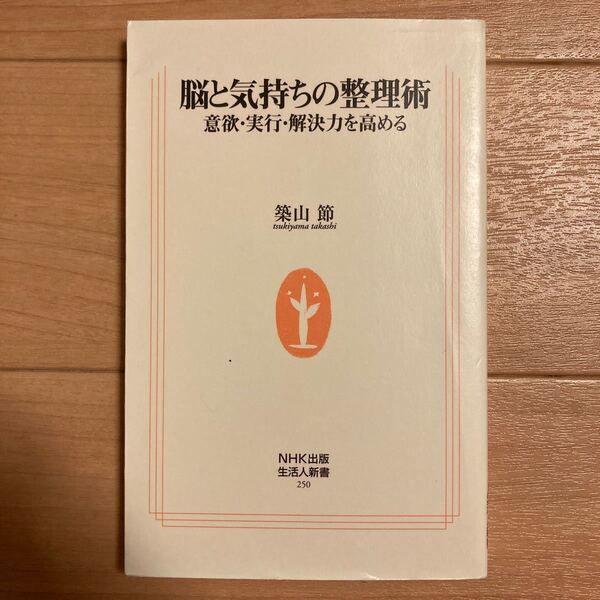 脳と気持ちの整理術
意欲・実行・解決力を高める
築山 節
tsukiyama takashi
NHK出版
生活人新書
250